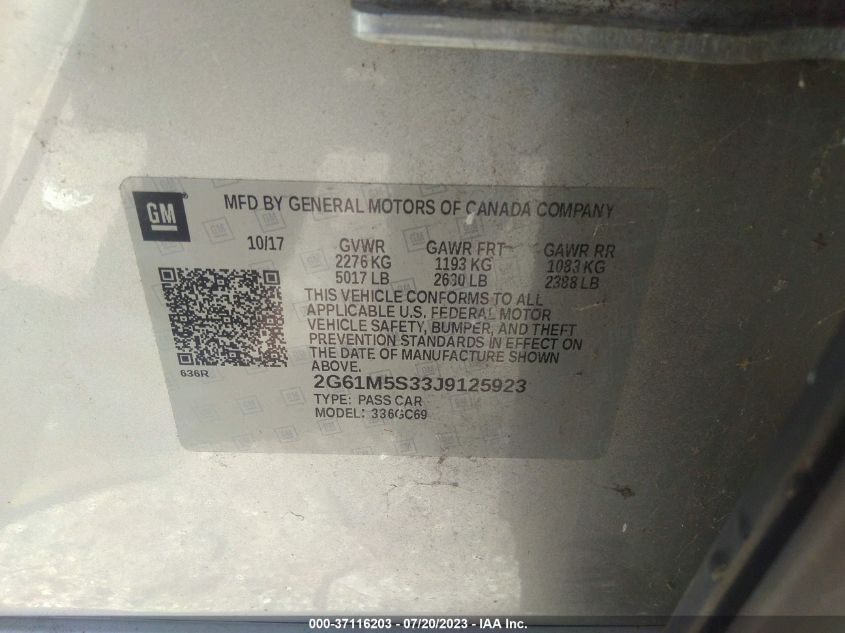 GM
MFD BY GENERAL MOTORS OF CANADA COMPANY
10/17 GVWR GAWR FRT GAWR RR
2276 KG 1193 KG 1083 KG
5017 LB 2630 LB 2388 LB
THIS VEHICLE CONFORMS TO ALL
APPLICABLE U.S. FEDERAL MOTOR
VEHICLE SAFETY, BUMPER, AND THEFT
PREVENTION STANDARDS IN EFFECT ON
THE DATE OF MANUFACTURE SHOWN
ABOVE.
636R
2G61M5S33J9125923
TYPE: PASS CAR
MODEL: 336GC69
000-37116203 - 07/20/2023 - IAA Inc.